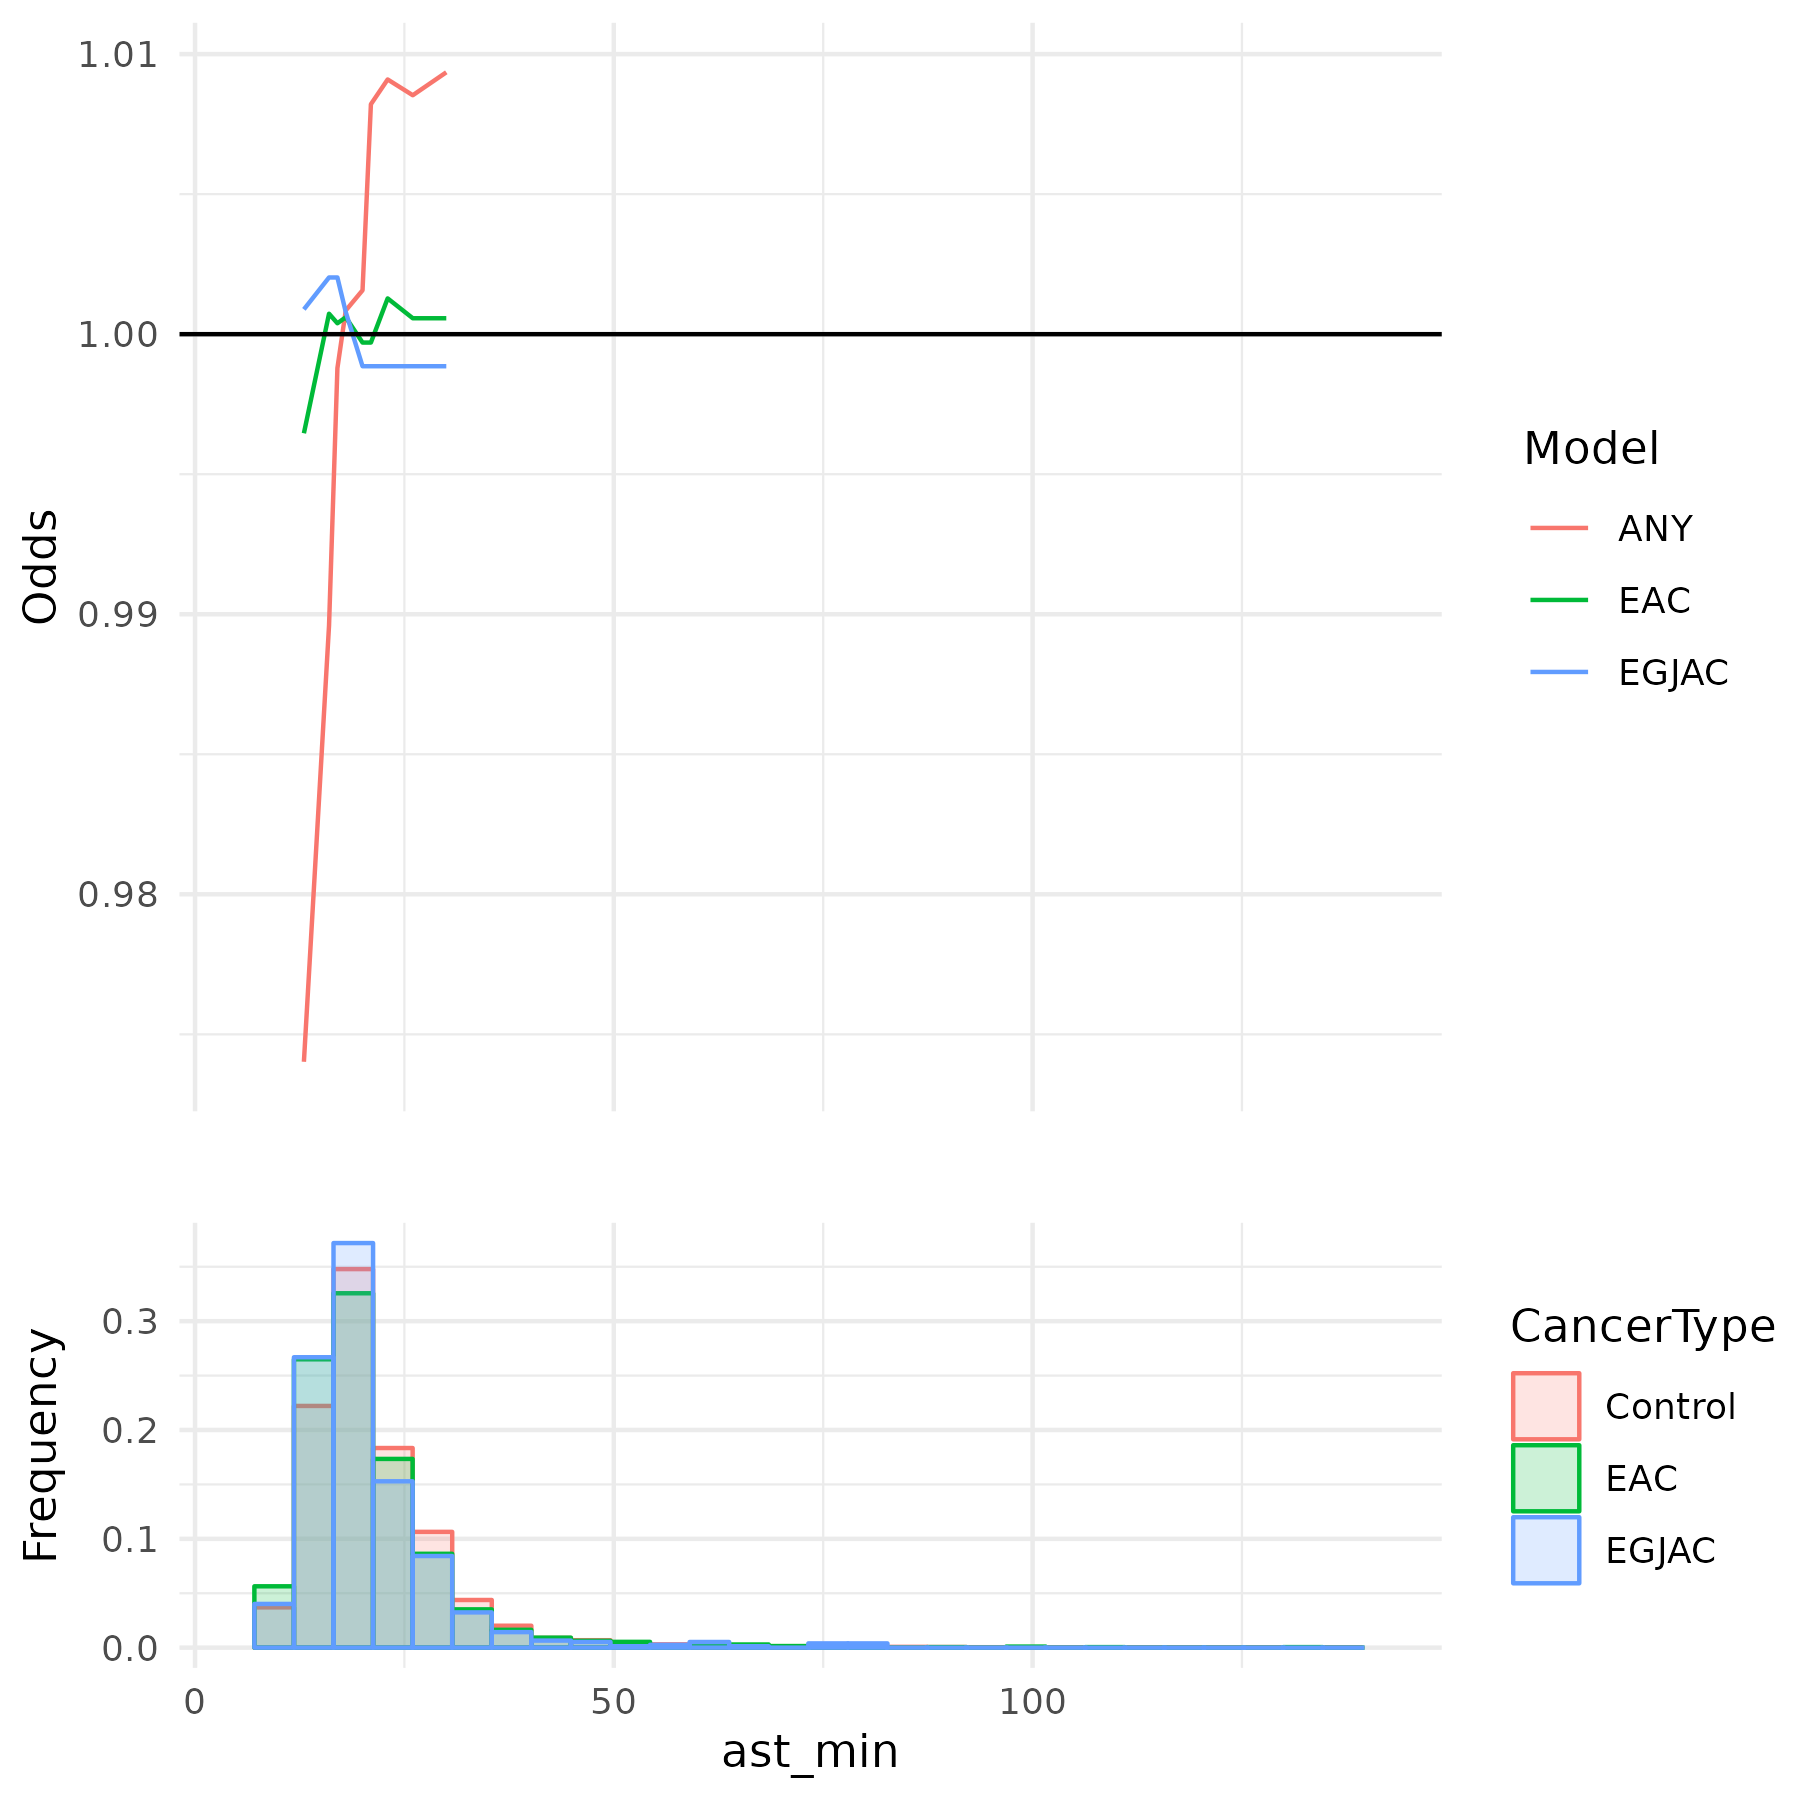 1.01
1.00
0.99
0.98
Odds
Model
ANY
EAC
EGJAC
0.3
0.2
0.1
0.0
Frequency
0
50
100
ast_min
CancerType
Control
EAC
EGJAC